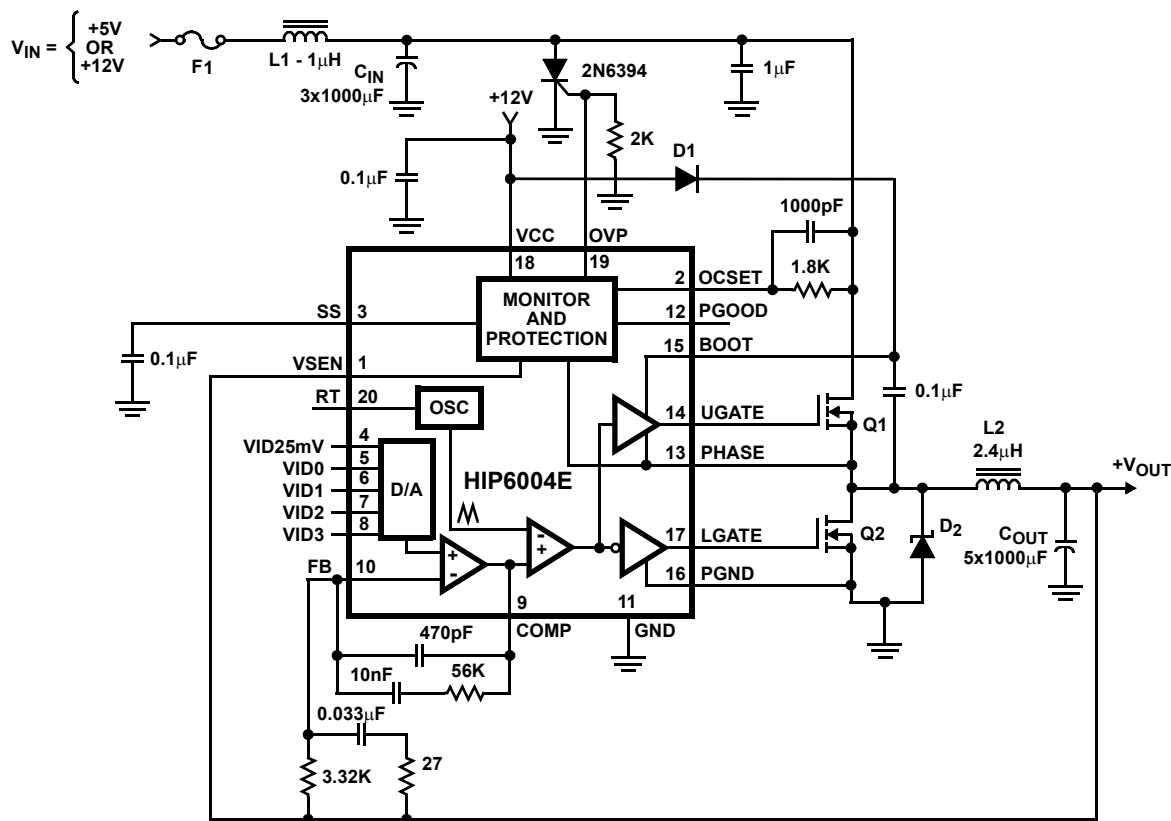 +5V
V_IN = { OR
+12V
F1
L1 - 1μH
C_IN
3x1000μF
2N6394
1μF
+12V
2K
0.1μF
D1
1000pF
VCC
OVP
18
19
2
OCSET
1.8K
MONITOR
AND
PROTECTION
SS
3
12
PGOOD
15
BOOT
0.1μF
VSEN
1
0.1μF
RT
20
OSC
14
UGATE
Q1
VID25mV
4
13
PHASE
L2
2.4μH
+V_OUT
VID0
5
VID1
6
D/A
HIP6004E
VID2
7
VID3
8
17
LGATE
Q2
D2
C_OUT
5x1000μF
+
-
-
+
FB
10
16
PGND
9
11
COMP
GND
470pF
10nF
56K
0.033μF
3.32K
27